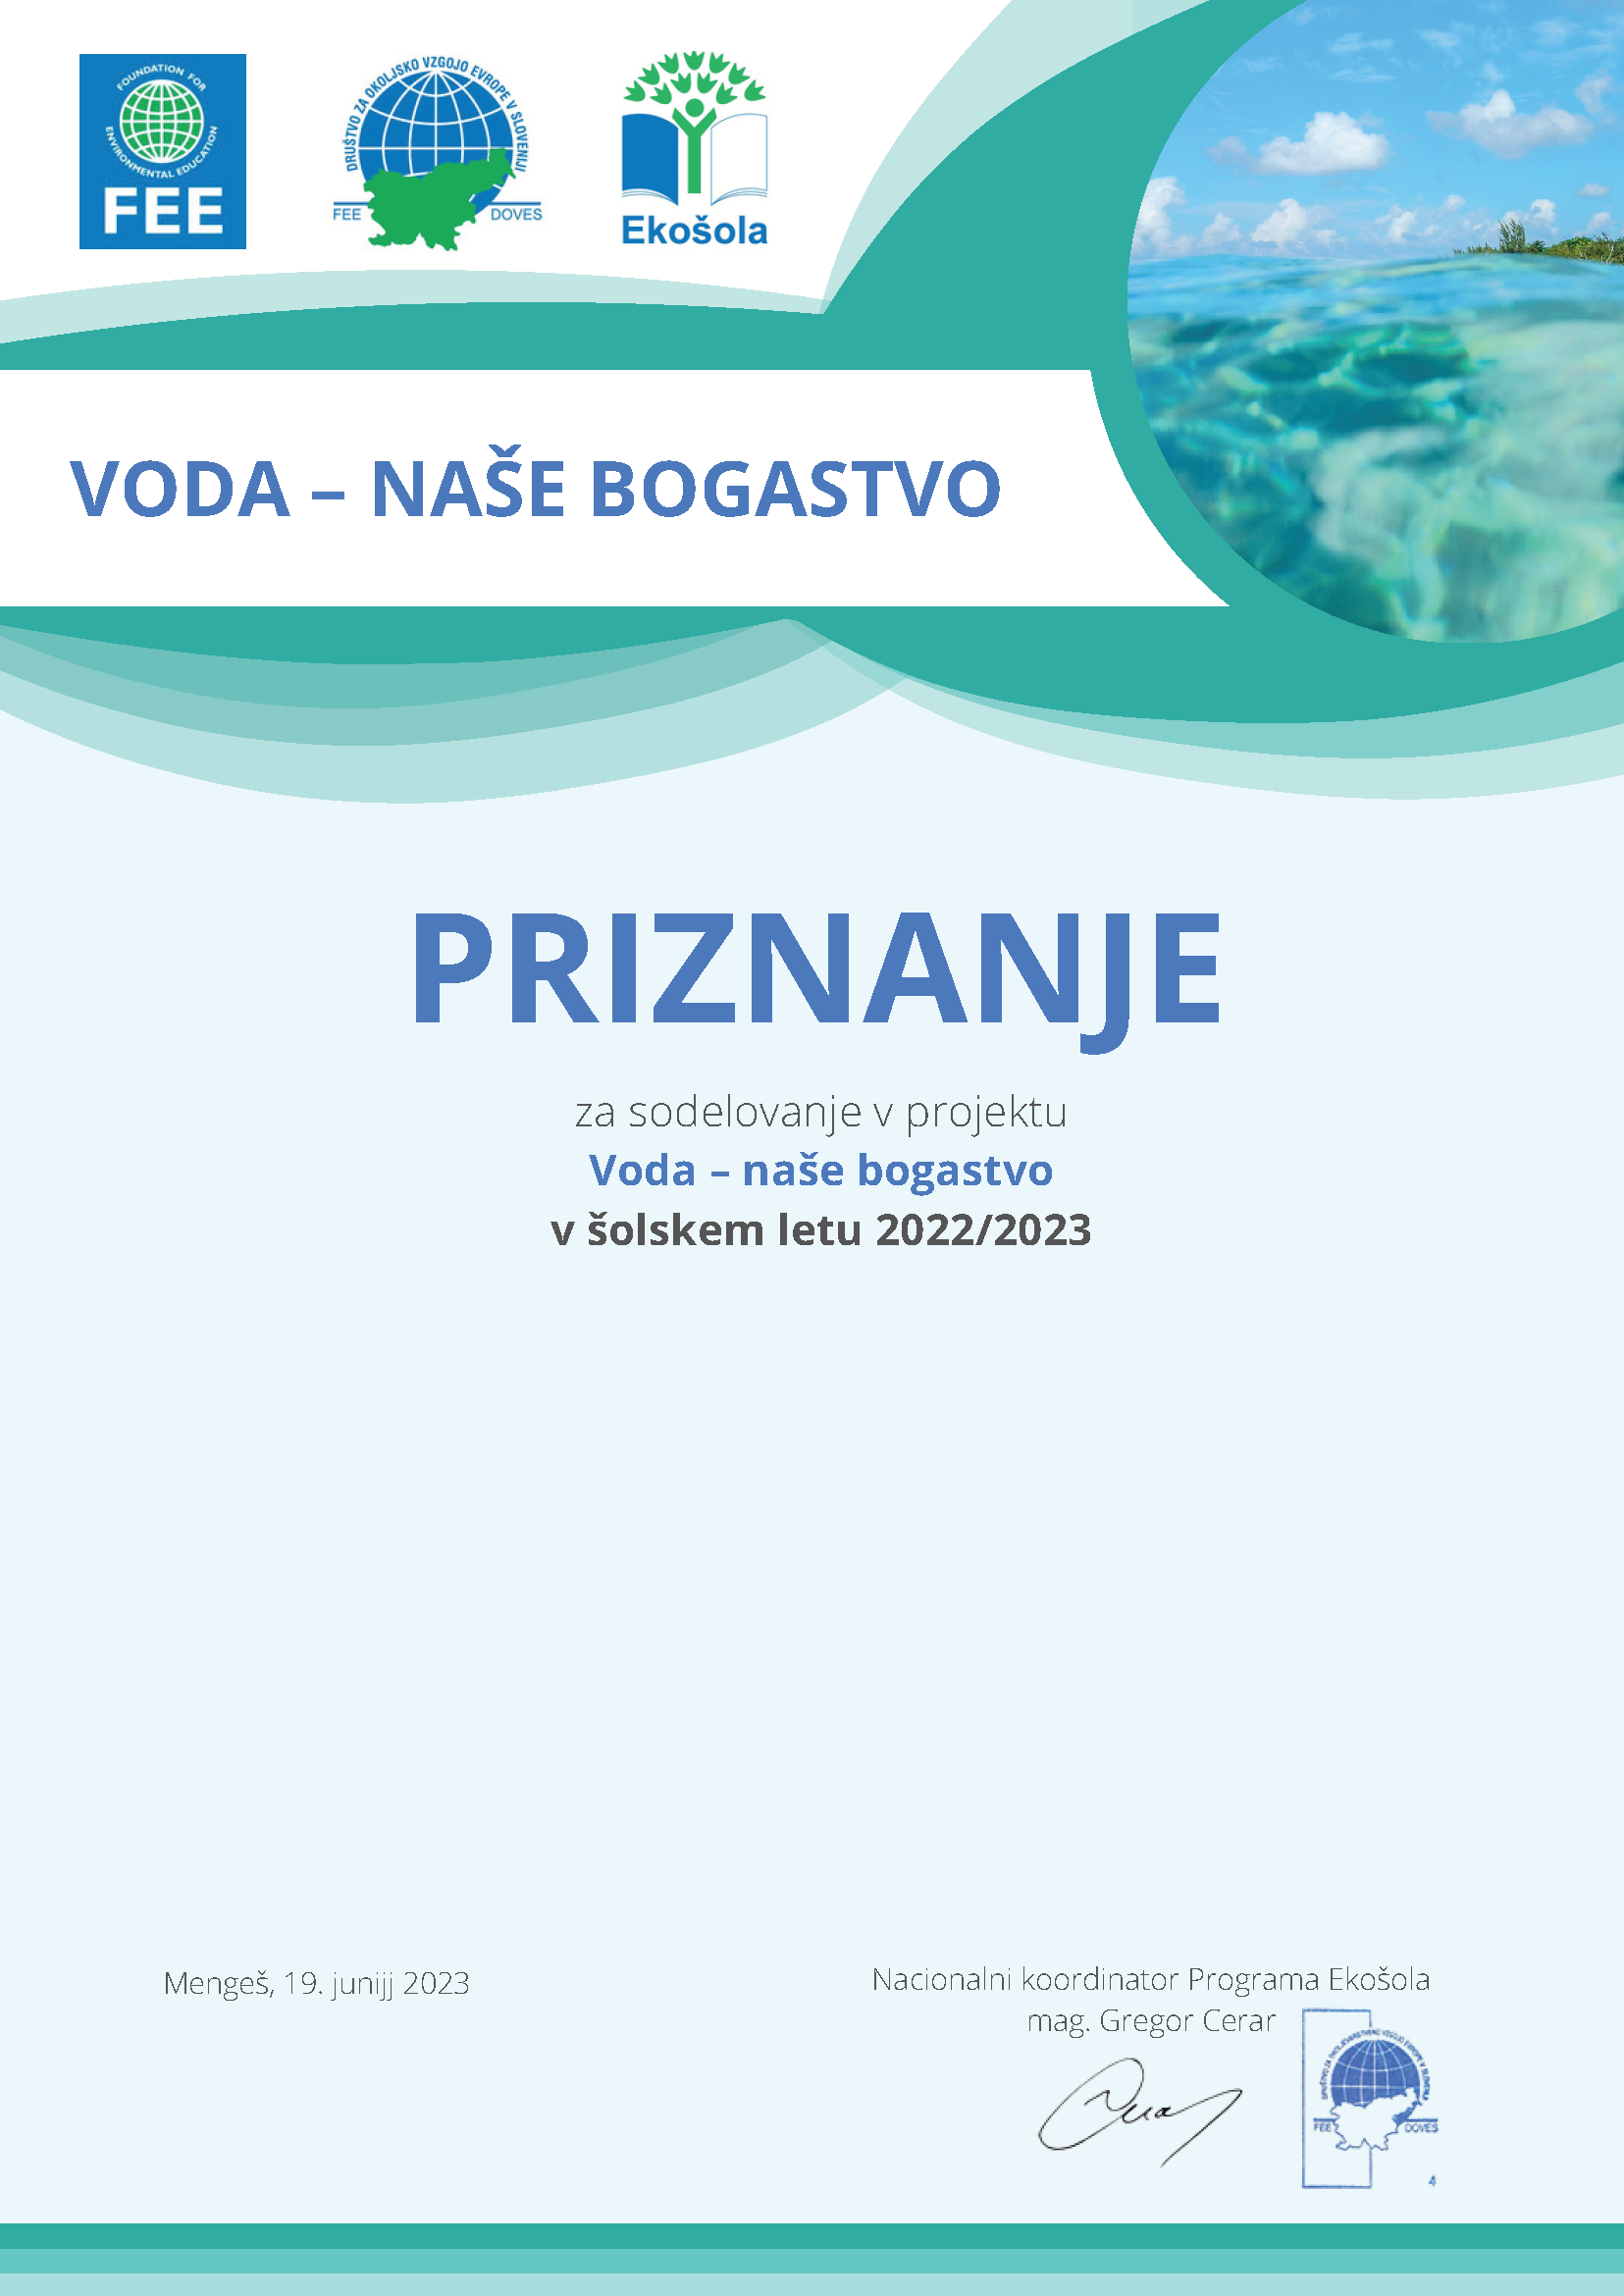 FOUNDATION FOR
ENVIRONMENTAL EDUCATION
FEE
DRUŠTVO ZA OKOLJSKO VZGOJO EVROPE V SLOVENIJI
FEE DOVES
Ekošola
VODA – NAŠE BOGASTVO
PRIZNANJE
za sodelovanje v projektu
Voda – naše bogastvo
v šolskem letu 2022/2023
Mengeš, 19. junijj 2023
Nacionalni koordinator Programa Ekošola
mag. Gregor Cerar
FEE DOVES
4